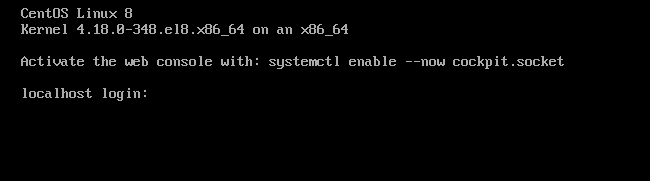 CentOS Linux 8
Kernel 4.18.0-348.el8.x86_64 on an x86_64
Activate the web console with: systemctl enable --now cockpit.socket
localhost login: